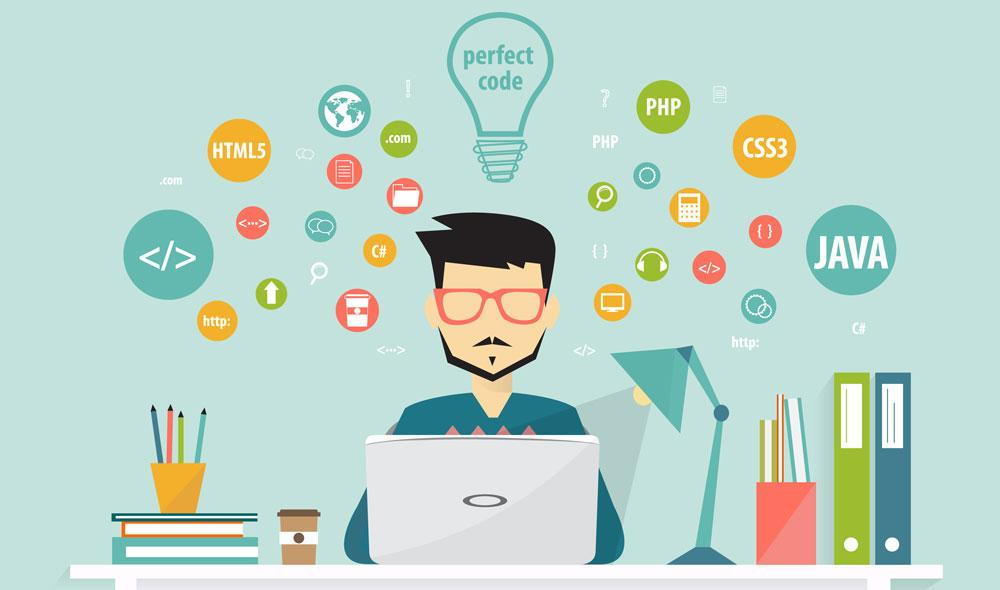 perfect
code
PHP
.com
HTML5
PHP
CSS3
.com
<···>
{ }
</>
C#
{ }
JAVA
</>
http:
C#
http:
<···>
</>